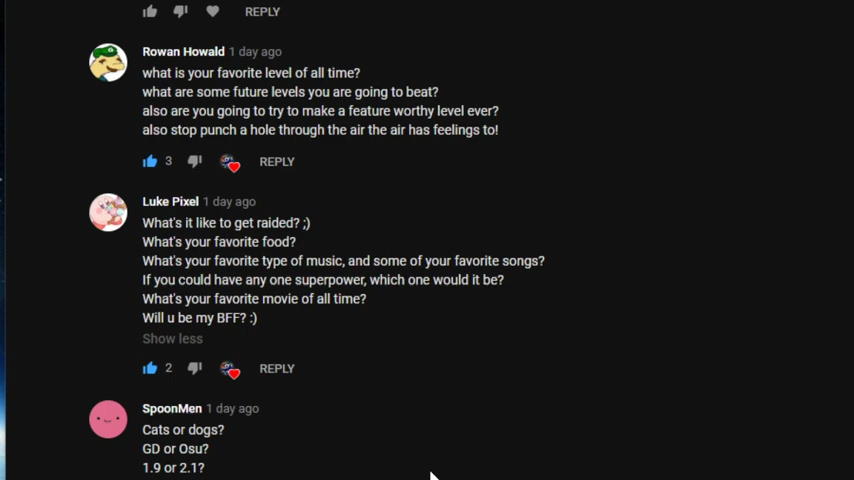 REPLY
Rowan Howald 1 day ago
what is your favorite level of all time?
what are some future levels you are going to beat?
also are you going to try to make a feature worthy level ever?
also stop punch a hole through the air the air has feelings to!
3 REPLY
Luke Pixel 1 day ago
What's it like to get raided? ;)
What's your favorite food?
What's your favorite type of music, and some of your favorite songs?
If you could have any one superpower, which one would it be?
What's your favorite movie of all time?
Will u be my BFF? :)
Show less
2 REPLY
SpoonMen 1 day ago
Cats or dogs?
GD or Osu?
1.9 or 2.1?